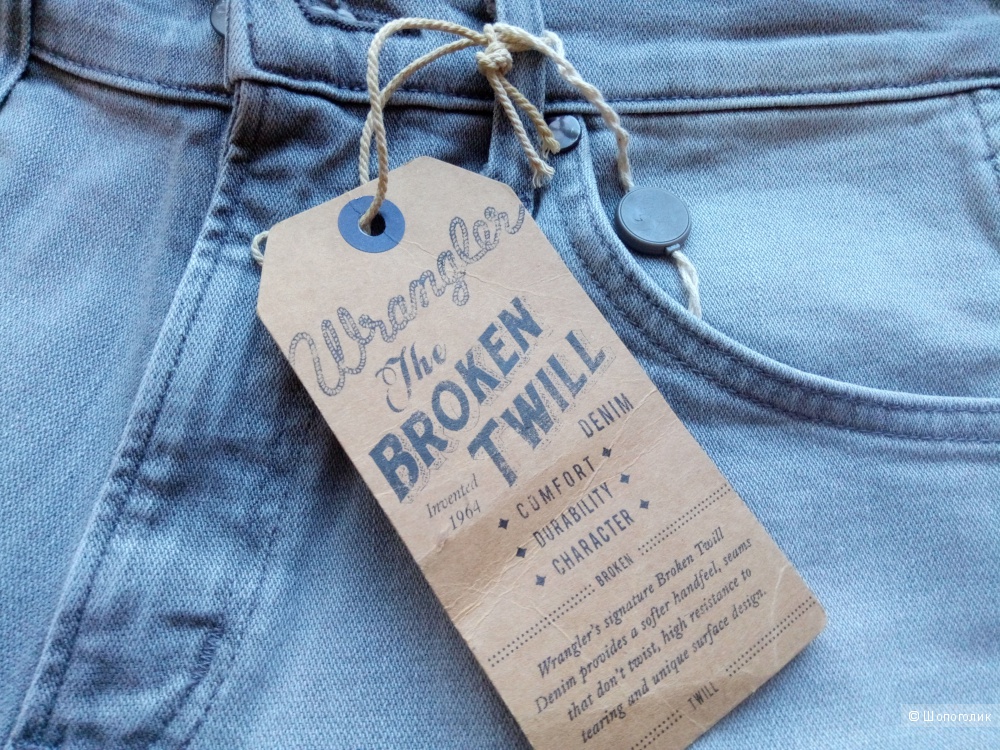 Wrangler
The
BROKEN
TWILL
DENIM
Invented
1964
COMFORT
DURABILITY
CHARACTER
BROKEN
Wrangler's signature Broken Twill
Denim provides a softer handfeel, seams
that don't twist, high resistance to
tearing and unique surface design.
TWILL
© Шопоголик